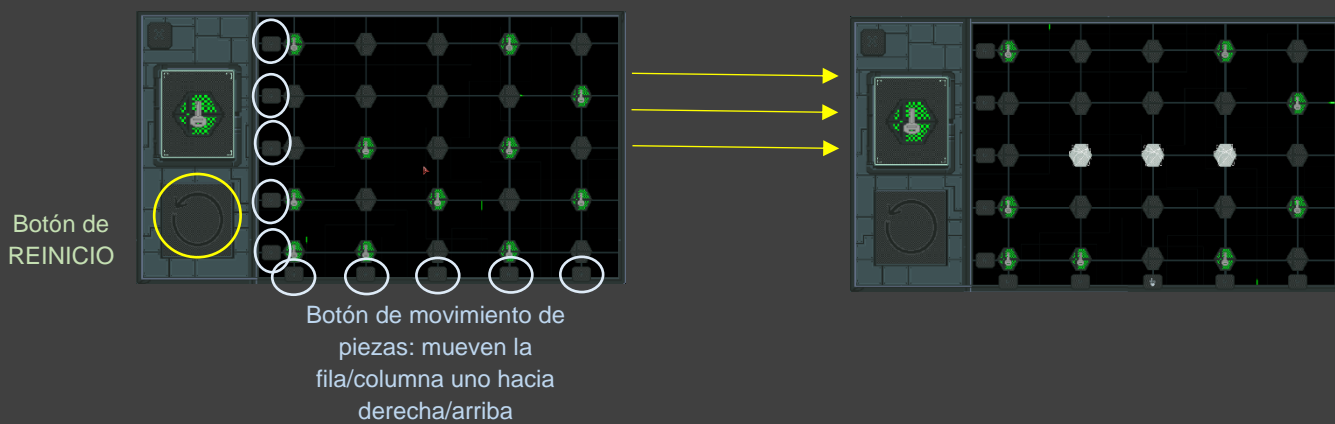 Botón de
REINICIO
Botón de movimiento de
piezas: mueven la
fila/columna uno hacia
derecha/arriba